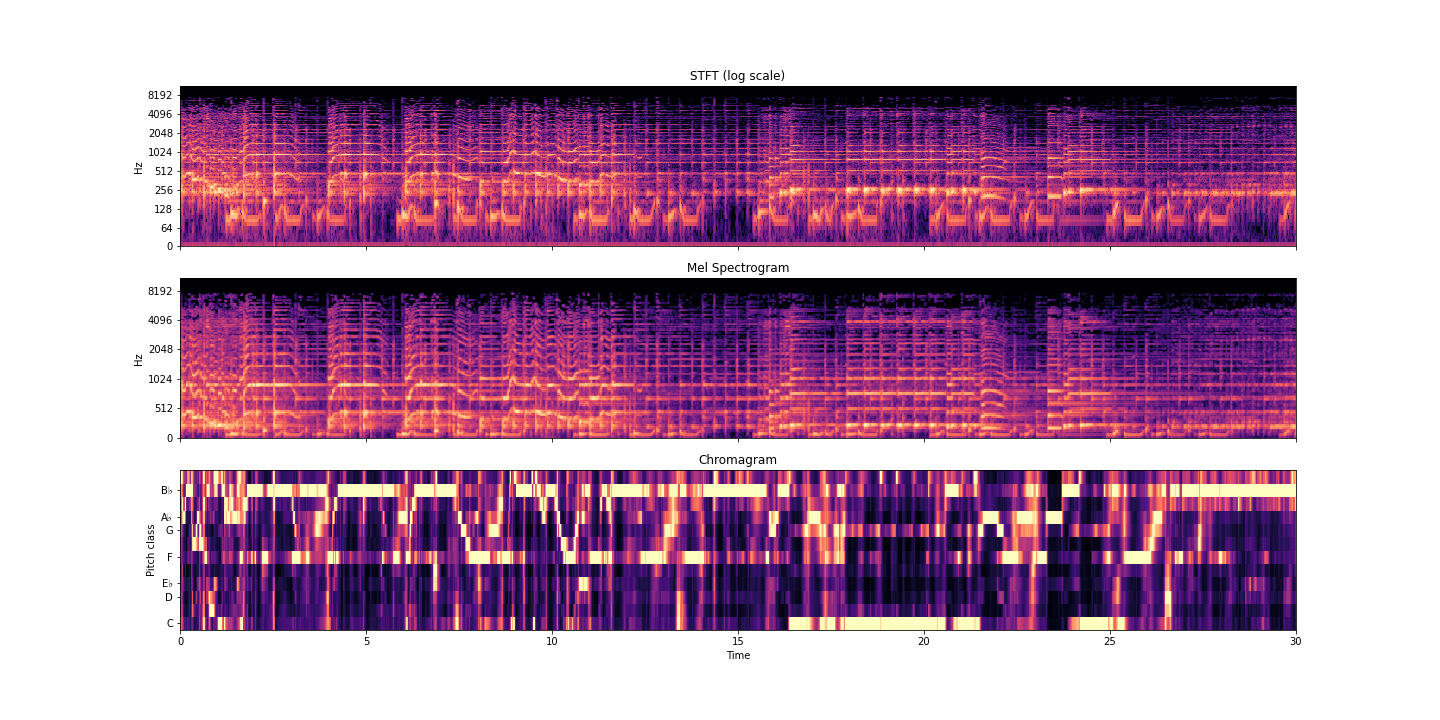 STFT (log scale)
8192
4096
2048
1024
512
256
128
64
0
Hz
Mel Spectrogram
8192
4096
2048
1024
512
0
Hz
Chromagram
B♭
A♭
G
F
E♭
D
C
Pitch class
0 5 10 15 20 25 30
Time